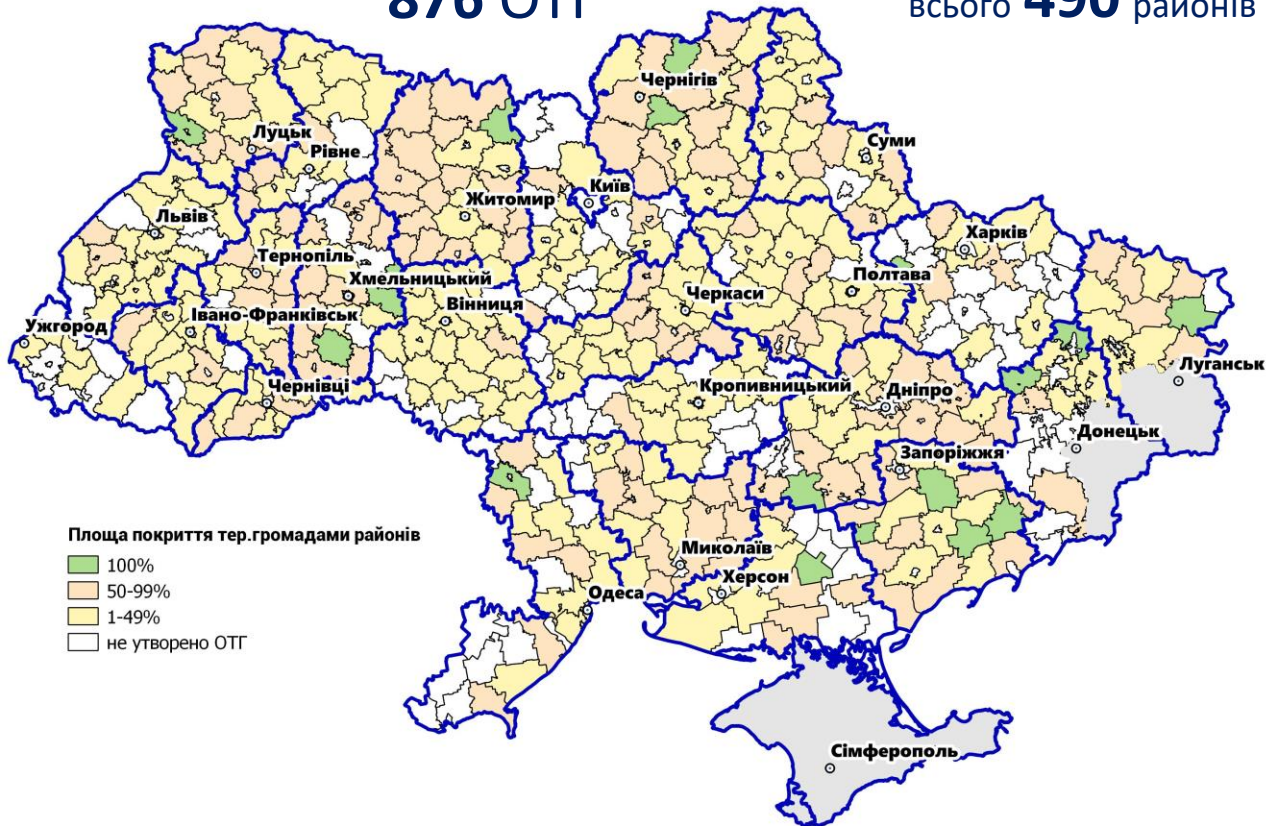 876 ОТГ
всього 490 районів
Чернігів
Суми
Луцьк
Рівне
Київ
Житомир
Львів
Харків
Тернопіль
Хмельницький
Полтава
Черкаси
Вінниця
Івано-Франківськ
Ужгород
Луганськ
Чернівці
Кропивницький
Дніпро
Донецьк
Запоріжжя
Площа покриття тер.громадами районів
100%
50-99%
1-49%
не утворено ОТГ
Миколаїв
Херсон
Одеса
Сімферополь